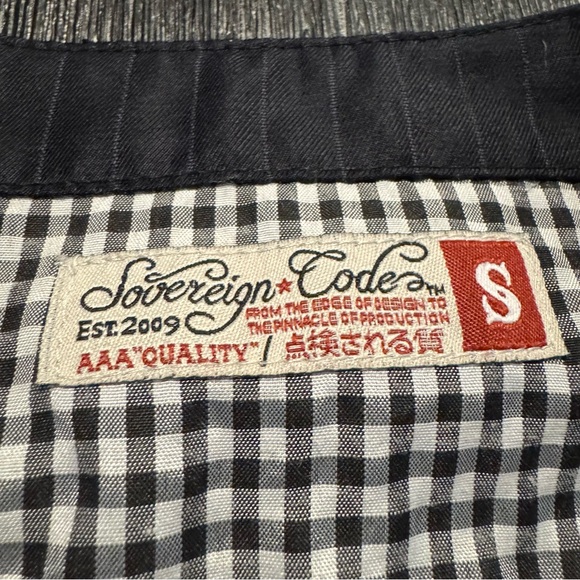 Sovereign★Code™
EST. 2009
FROM THE EDGE OF DESIGN TO
THE PINNACLE OF PRODUCTION
AAA"QUALITY" / 点検される質
S